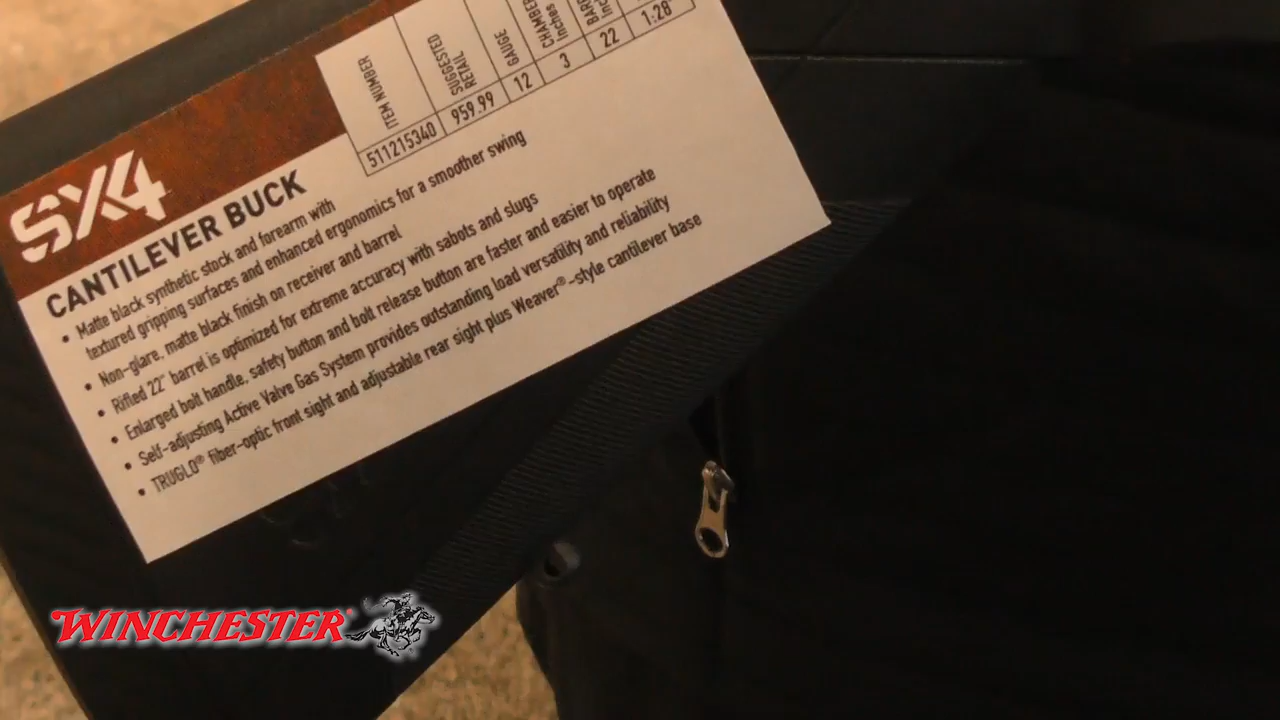 SX4
CANTILEVER BUCK
ITEM NUMBER
SUGGESTED
RETAIL
GAUGE
CHAMBER
Inches
511215340 959.99 12 3 22 1:28"
• Matte black synthetic stock and forearm with
textured gripping surfaces and enhanced ergonomics for a smoother swing
• Non-glare, matte black finish on receiver and barrel
• Rifled 22" barrel is optimized for extreme accuracy with sabots and slugs
• Enlarged bolt handle, safety button and bolt release button are faster and easier to operate
• Self-adjusting Active Valve Gas System provides outstanding load versatility and reliability
• TRUGLO® fiber-optic front sight and adjustable rear sight plus Weaver®-style cantilever base
WINCHESTER®